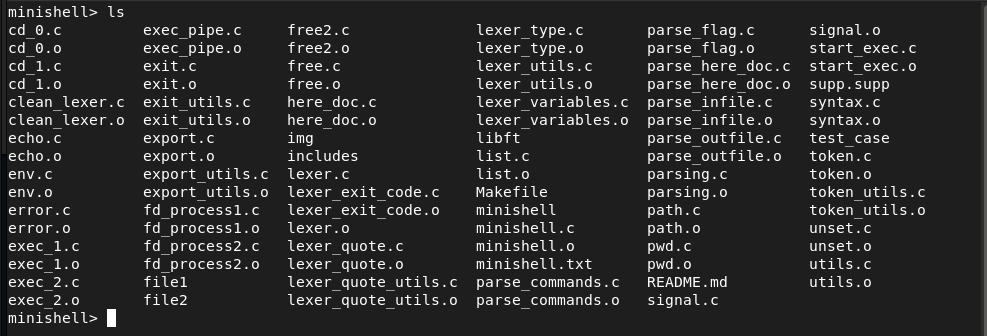 minishell> ls
cd_0.c exec_pipe.c free2.c lexer_type.c parse_flag.c signal.o
cd_0.o exec_pipe.o free2.o lexer_type.o parse_flag.o start_exec.c
cd_1.c exit.c free.c lexer_utils.c parse_here_doc.c start_exec.o
cd_1.o exit.o free.o lexer_utils.o parse_here_doc.o supp.supp
clean_lexer.c exit_utils.c here_doc.c lexer_variables.c parse_infile.c syntax.c
clean_lexer.o exit_utils.o here_doc.o lexer_variables.o parse_infile.o syntax.o
echo.c export.c img libft parse_outfile.c test_case
echo.o export.o includes list.c parse_outfile.o token.c
env.c export_utils.c lexer.c list.o parsing.c token.o
env.o export_utils.o lexer_exit_code.c Makefile parsing.o token_utils.c
error.c fd_process1.c lexer_exit_code.o minishell path.c token_utils.o
error.o fd_process1.o lexer.o minishell.c path.o unset.c
exec_1.c fd_process2.c lexer_quote.c minishell.o pwd.c unset.o
exec_1.o fd_process2.o lexer_quote.o minishell.txt pwd.o utils.c
exec_2.c file1 lexer_quote_utils.c parse_commands.c README.md utils.o
exec_2.o file2 lexer_quote_utils.o parse_commands.o signal.c
minishell>